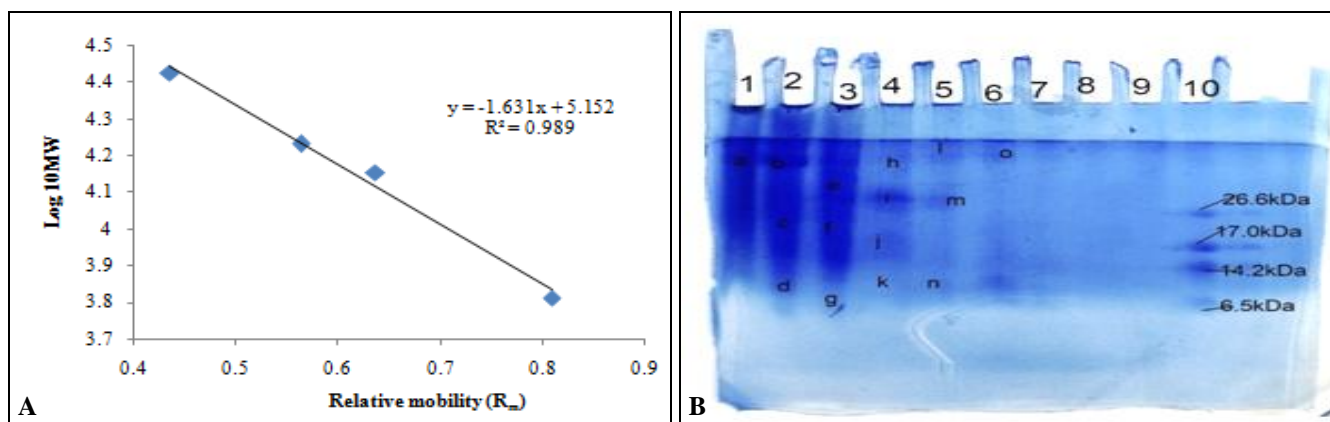 4.5
4.4
4.3
4.2
4.1
4
3.9
3.8
3.7
0.4 0.5 0.6 0.7 0.8 0.9
Log 10MW
y = -1.631x + 5.152
R² = 0.989
Relative mobility (Rm)
A
1 2 3 4 5 6 7 8 9 10
l
o
h
m
26.6kDa
c
17.0kDa
j
14.2kDa
k
n
d
g
6.5kDa
B